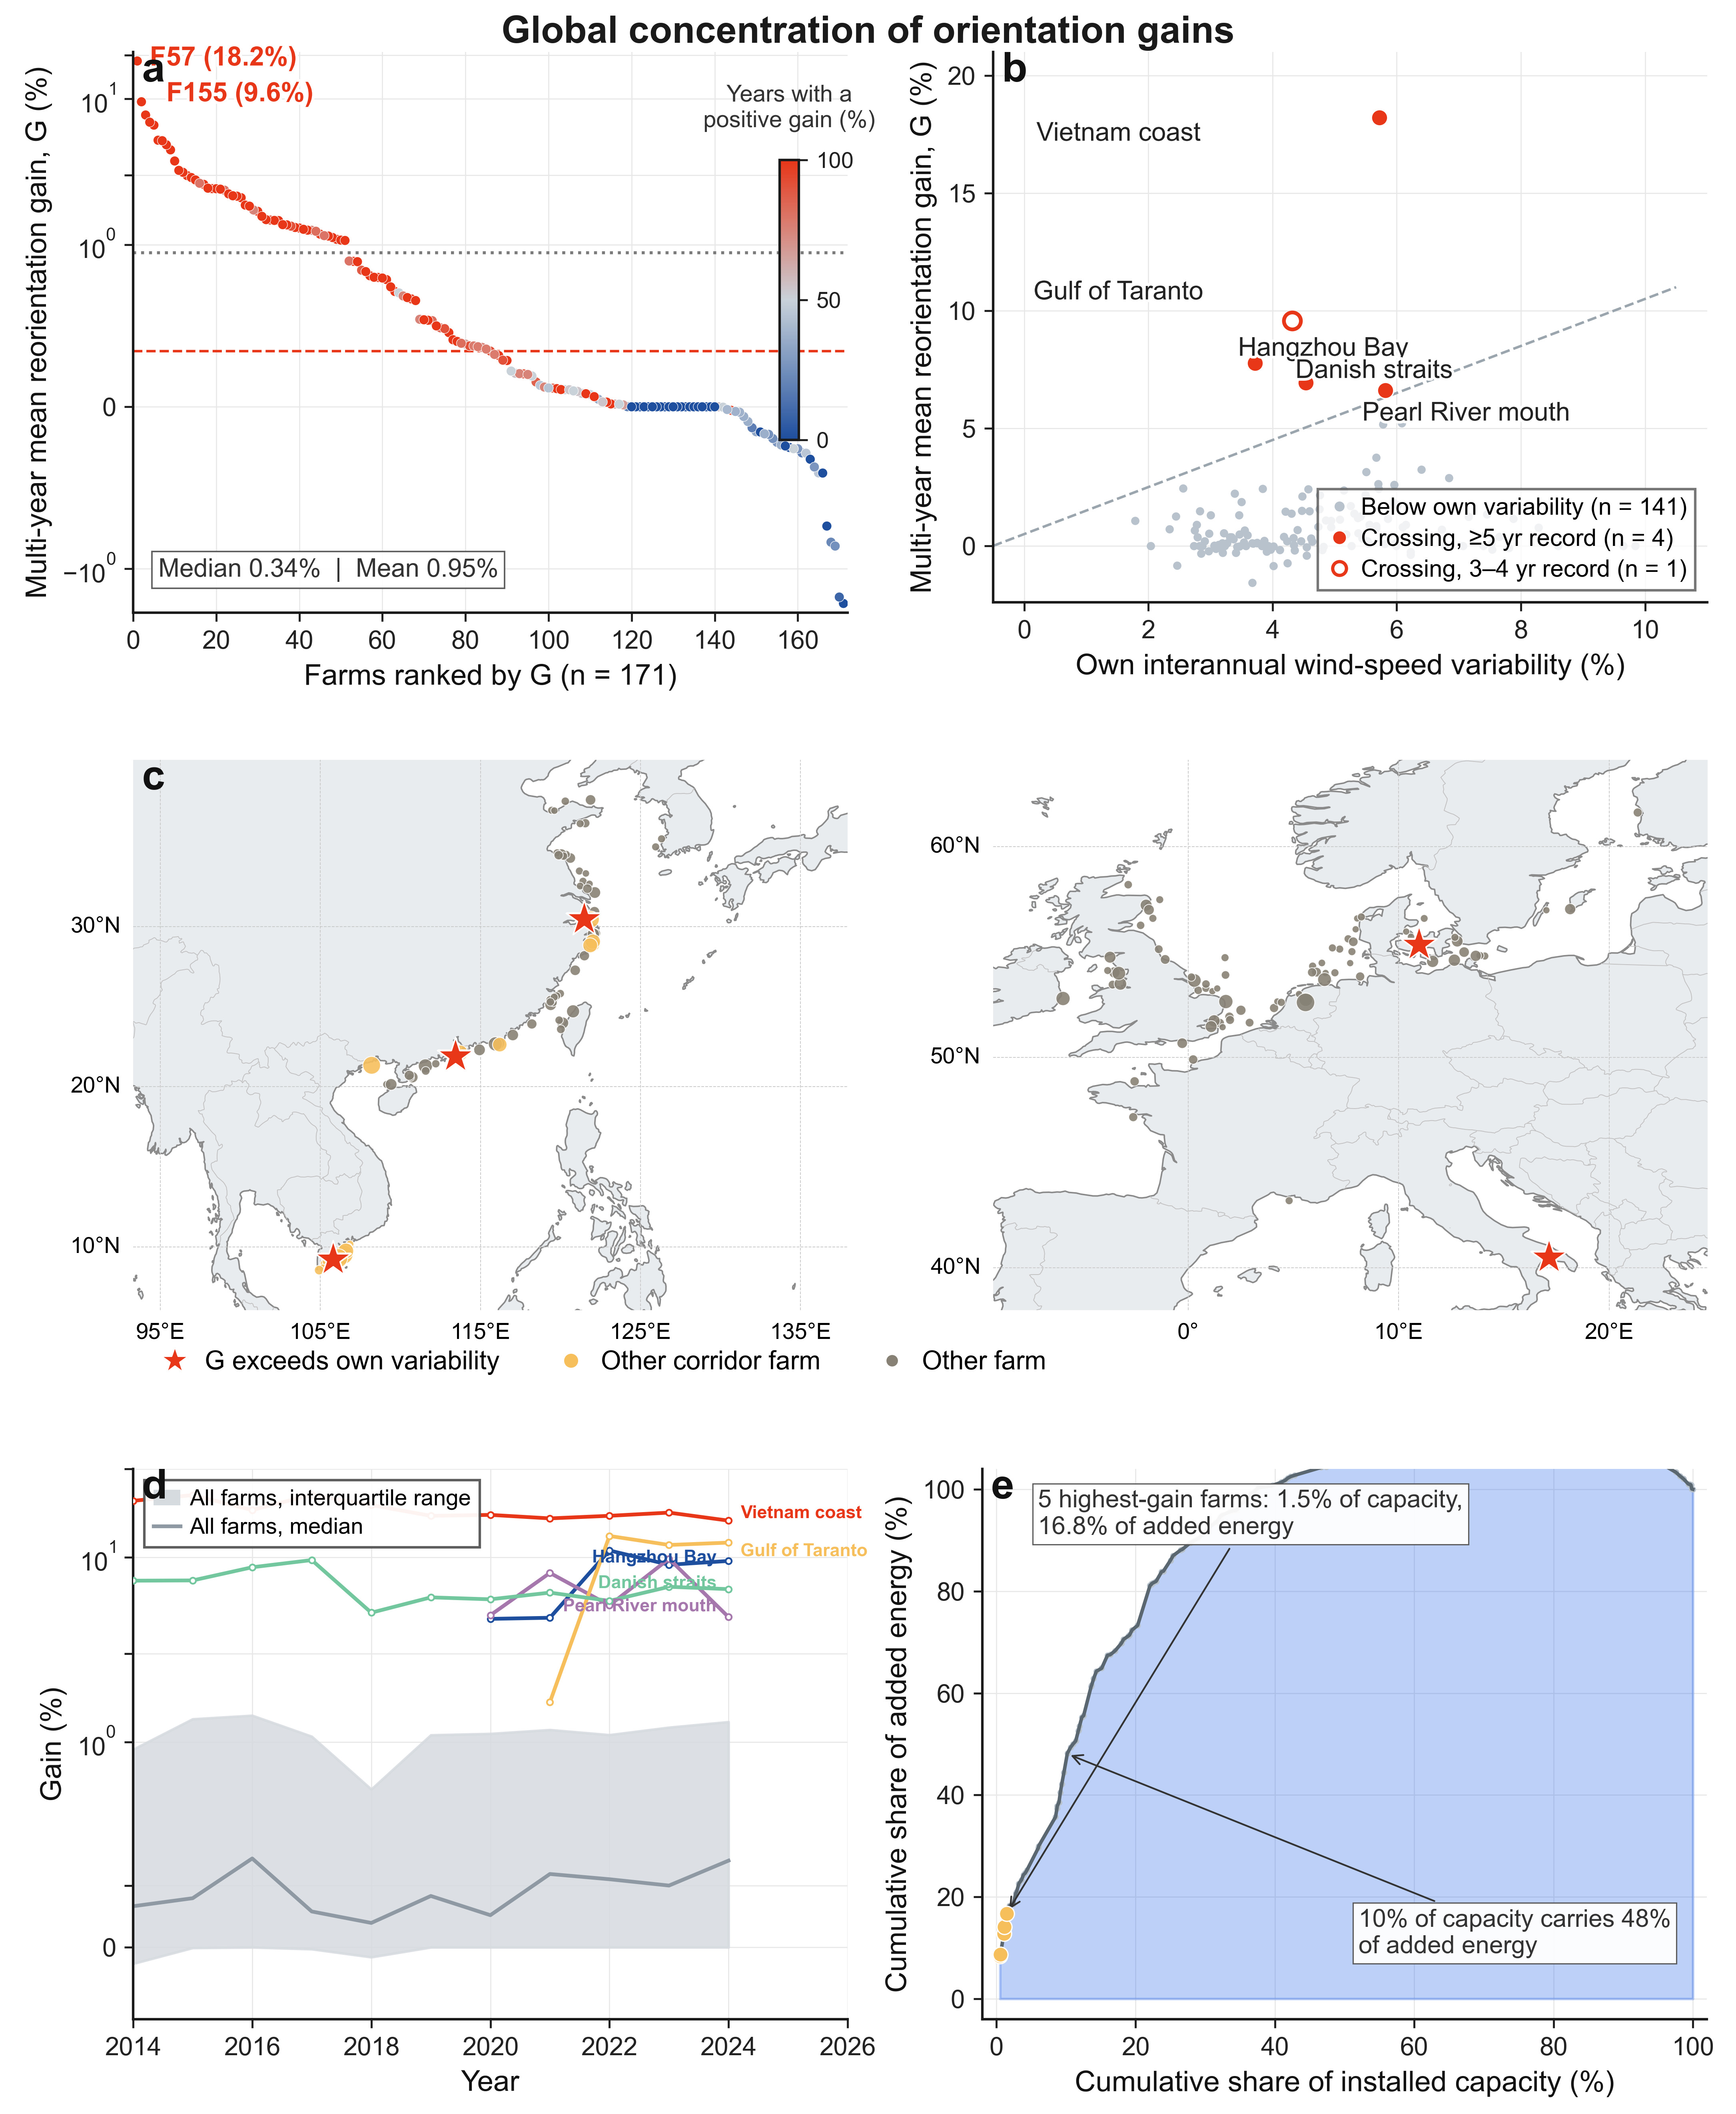 Global concentration of orientation gains
a
F57 (18.2%)
F155 (9.6%)
Years with a
positive gain (%)
100
50
0
10¹
10⁰
0
−10⁰
Multi-year mean reorientation gain, G (%)
Median 0.34% | Mean 0.95%
0 20 40 60 80 100 120 140 160
Farms ranked by G (n = 171)
b
20
15
10
5
0
Multi-year mean reorientation gain, G (%)
Vietnam coast
Gulf of Taranto
Hangzhou Bay
Danish straits
Pearl River mouth
Below own variability (n = 141)
Crossing, ≥5 yr record (n = 4)
Crossing, 3–4 yr record (n = 1)
0 2 4 6 8 10
Own interannual wind-speed variability (%)
c
30°N
20°N
10°N
95°E 105°E 115°E 125°E 135°E
60°N
50°N
40°N
0° 10°E 20°E
G exceeds own variability
Other corridor farm
Other farm
d
All farms, interquartile range
All farms, median
Vietnam coast
Gulf of Taranto
Hangzhou Bay
Danish straits
Pearl River mouth
10¹
10⁰
0
Gain (%)
2014 2016 2018 2020 2022 2024 2026
Year
e
100
80
60
40
20
0
Cumulative share of added energy (%)
5 highest-gain farms: 1.5% of capacity,
16.8% of added energy
10% of capacity carries 48%
of added energy
0 20 40 60 80 100
Cumulative share of installed capacity (%)